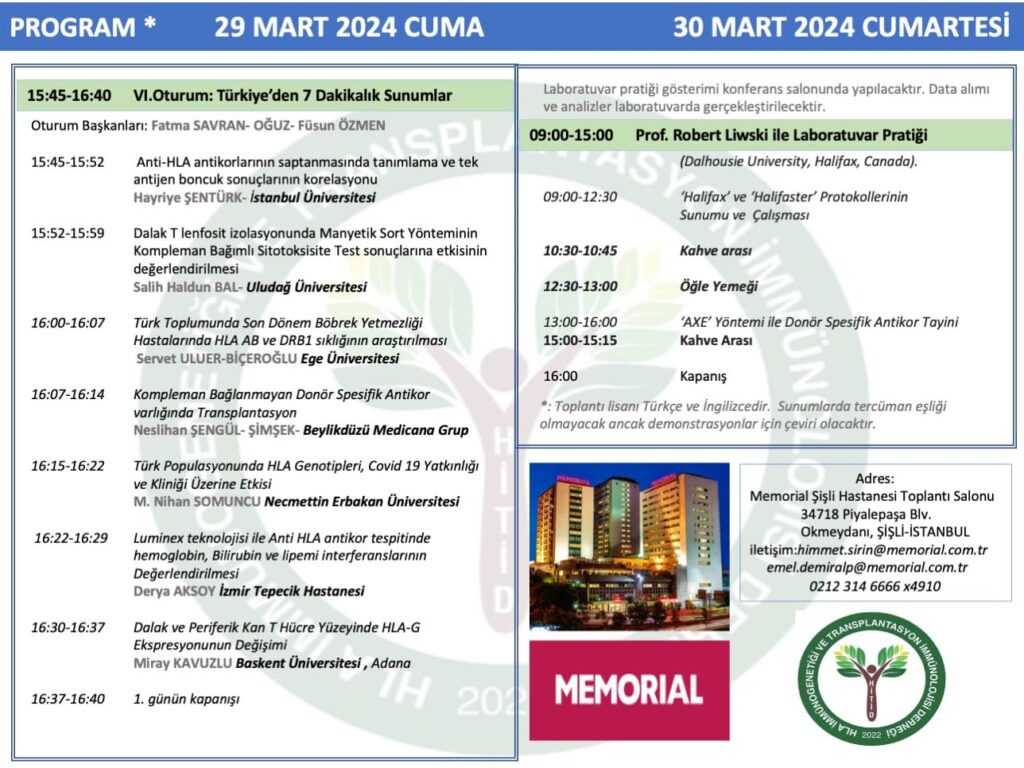 PROGRAM * 29 MART 2024 CUMA 30 MART 2024 CUMARTESİ
15:45-16:40 VI.Oturum: Türkiye’den 7 Dakikalık Sunumlar
Oturum Başkanları: Fatma SAVRAN- OĞUZ- Füsun ÖZMEN
15:45-15:52 Anti-HLA antikorlarının saptanmasında tanımlama ve tek
antijen boncuk sonuçlarının korelasyonu
Hayriye ŞENTÜRK- İstanbul Üniversitesi
15:52-15:59 Dalak T lenfosit izolasyonunda Manyetik Sort Yönteminin
Kompleman Bağımlı Sitotoksisite Test sonuçlarına etkisinin
değerlendirilmesi
Salih Haldun BAL- Uludağ Üniversitesi
16:00-16:07 Türk Toplumunda Son Dönem Böbrek Yetmezliği
Hastalarında HLA AB ve DRB1 sıklığının araştırılması
Servet ULUER-BİÇEROĞLU Ege Üniversitesi
16:07-16:14 Kompleman Bağlanmayan Donör Spesifik Antikor
varlığında Transplantasyon
Neslihan ŞENGÜL- ŞİMŞEK- Beylikdüzü Medicana Grup
16:15-16:22 Türk Populasyonunda HLA Genotipleri, Covid 19 Yatkınlığı
ve Kliniği Üzerine Etkisi
M. Nihan SOMUNCU Necmettin Erbakan Üniversitesi
16:22-16:29 Luminex teknolojisi ile Anti HLA antikor tespitinde
hemoglobin, Bilirubin ve lipemi interferanslarının
Değerlendirilmesi
Derya AKSOY İzmir Tepecik Hastanesi
16:30-16:37 Dalak ve Periferik Kan T Hücre Yüzeyinde HLA-G
Ekspresyonunun Değişimi
Miray KAVUZLU Baskent Üniversitesi , Adana
16:37-16:40 1. günün kapanışı
Laboratuvar pratiği gösterimi konferans salonunda yapılacaktır. Data alımı
ve analizler laboratuvarda gerçekleştirilecektir.
09:00-15:00 Prof. Robert Liwski ile Laboratuvar Pratiği
(Dalhousie University, Halifax, Canada).
09:00-12:30 ‘Halifax’ ve ‘Halifaster’ Protokollerinin
Sunumu ve Çalışması
10:30-10:45 Kahve arası
12:30-13:00 Öğle Yemeği
13:00-16:00 ‘AXE’ Yöntemi ile Donör Spesifik Antikor Tayini
15:00-15:15 Kahve Arası
16:00 Kapanış
*: Toplantı lisanı Türkçe ve İngilizcedir. Sunumlarda tercüman eşliği
olmayacak ancak demonstrasyonlar için çeviri olacaktır.
MEMORIAL MEMORIAL
MEMORIAL
Adres:
Memorial Şişli Hastanesi Toplantı Salonu
34718 Piyalepaşa Blv.
Okmeydanı, ŞİŞLİ-İSTANBUL
iletişim:himmet.sirin@memorial.com.tr
emel.demiralp@memorial.com.tr
0212 314 6666 x4910
HLA İMMÜNOGENETİĞİ VE TRANSPLANTASYON İMMÜNOLOJİSİ DERNEĞİ
HİTİD
2022